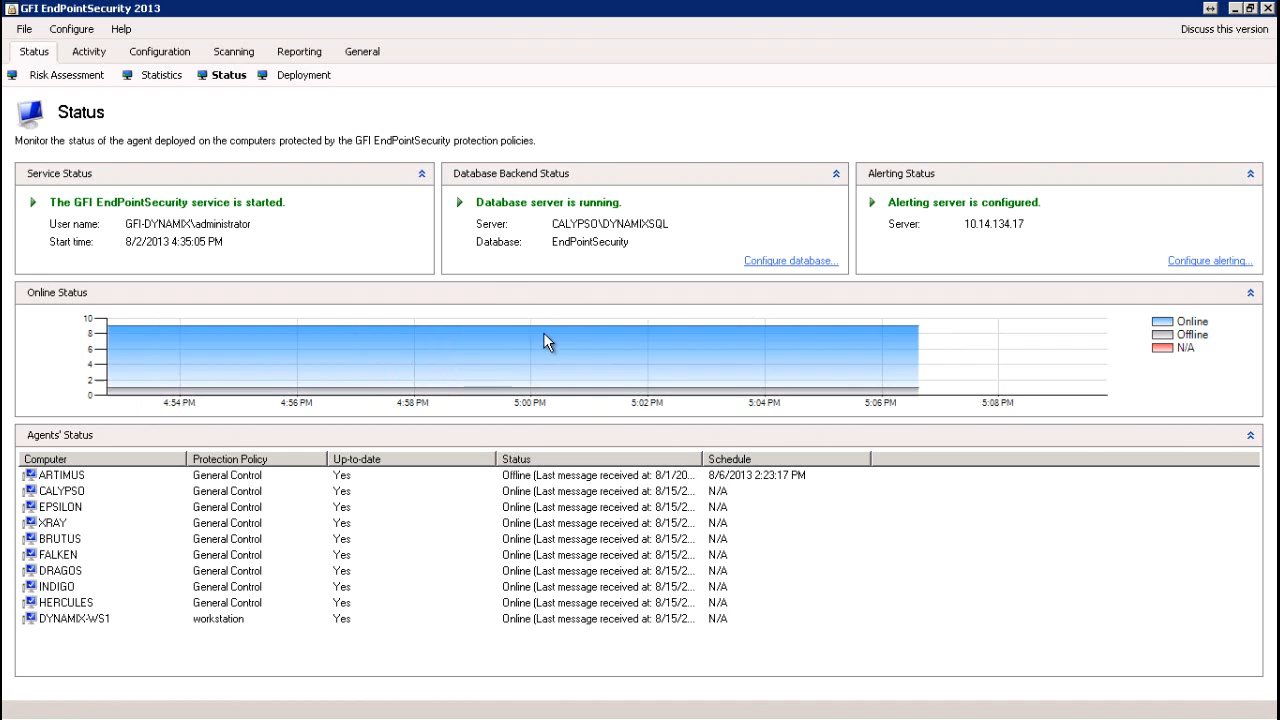 GFI EndPointSecurity 2013
File Configure Help Discuss this version
Status Activity Configuration Scanning Reporting General
Risk Assessment Statistics Status Deployment
Status
Monitor the status of the agent deployed on the computers protected by the GFI EndPointSecurity protection policies.
Service Status
The GFI EndPointSecurity service is started.
User name: GFI-DYNAMIX\administrator
Start time: 8/2/2013 4:35:05 PM
Database Backend Status
Database server is running.
Server: CALYPSO\DYNAMIXSQL
Database: EndPointSecurity
Configure database...
Alerting Status
Alerting server is configured.
Server: 10.14.134.17
Configure alerting...
Online Status
10
8
6
4
2
0
4:54 PM 4:56 PM 4:58 PM 5:00 PM 5:02 PM 5:04 PM 5:06 PM 5:08 PM
Online
Offline
N/A
Agents' Status
Computer Protection Policy Up-to-date Status Schedule
ARTIMUS General Control Yes Offline (Last message received at: 8/1/20... 8/6/2013 2:23:17 PM
CALYPSO General Control Yes Online (Last message received at: 8/15/2... N/A
EPSILON General Control Yes Online (Last message received at: 8/15/2... N/A
XRAY General Control Yes Online (Last message received at: 8/15/2... N/A
BRUTUS General Control Yes Online (Last message received at: 8/15/2... N/A
FALKEN General Control Yes Online (Last message received at: 8/15/2... N/A
DRAGOS General Control Yes Online (Last message received at: 8/15/2... N/A
INDIGO General Control Yes Online (Last message received at: 8/15/2... N/A
HERCULES General Control Yes Online (Last message received at: 8/15/2... N/A
DYNAMIX-WS1 workstation Yes Online (Last message received at: 8/15/2... N/A